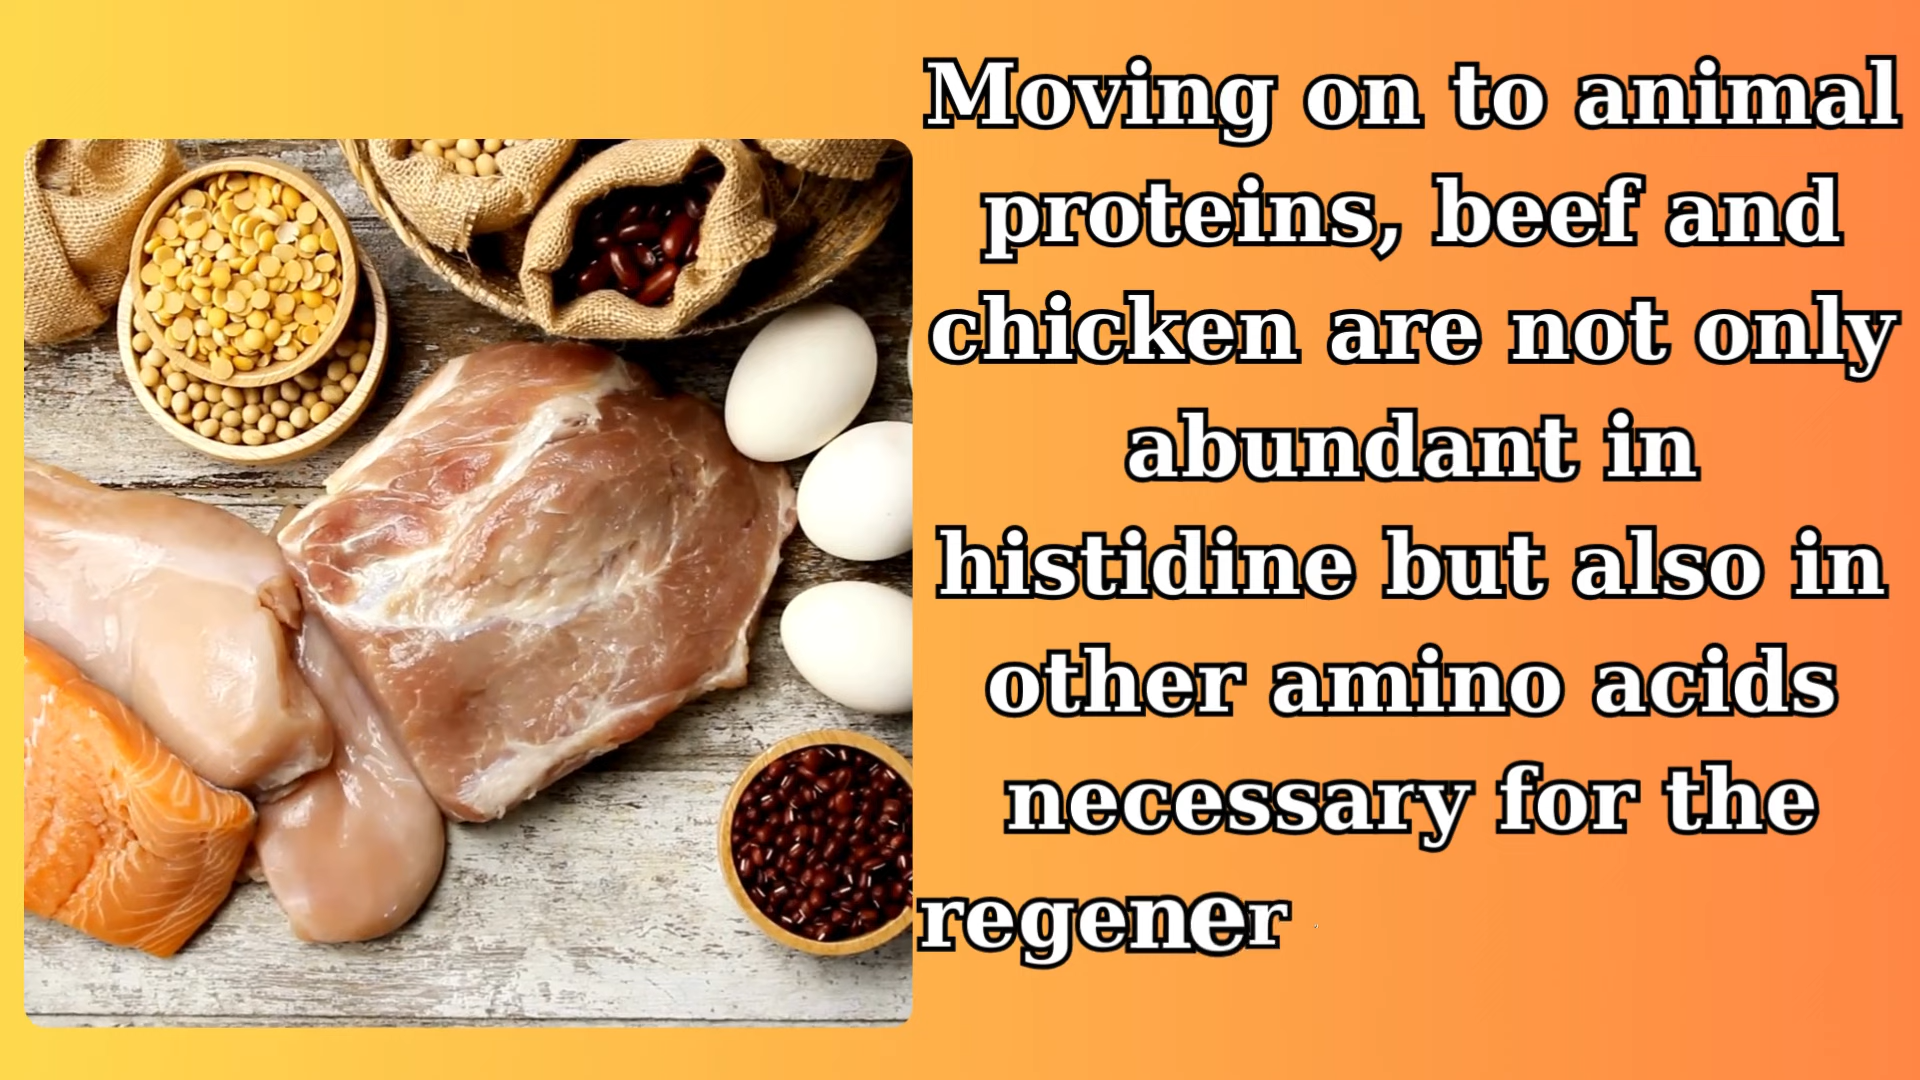 Moving on to animal
proteins, beef and
chicken are not only
abundant in
histidine but also in
other amino acids
necessary for the
regener